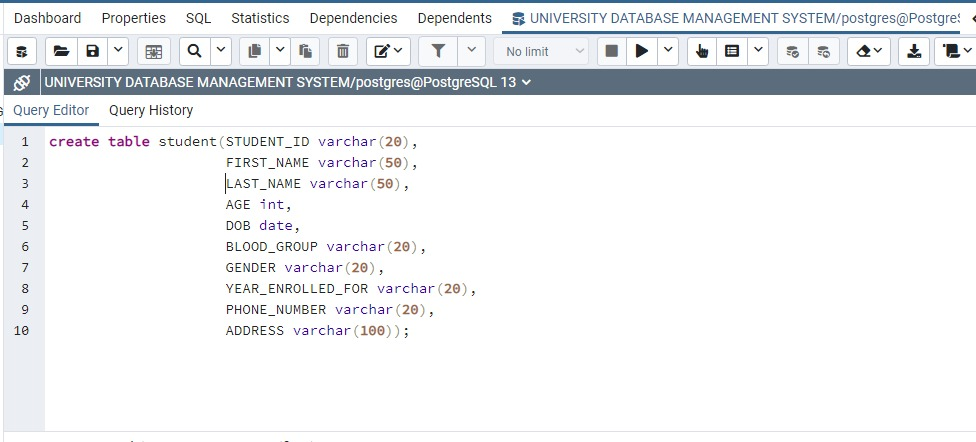 Dashboard Properties SQL Statistics Dependencies Dependents UNIVERSITY DATABASE MANAGEMENT SYSTEM/postgres@PostgreS
No limit
UNIVERSITY DATABASE MANAGEMENT SYSTEM/postgres@PostgreSQL 13
Query Editor Query History
1 create table student(STUDENT_ID varchar(20),
2 FIRST_NAME varchar(50),
3 LAST_NAME varchar(50),
4 AGE int,
5 DOB date,
6 BLOOD_GROUP varchar(20),
7 GENDER varchar(20),
8 YEAR_ENROLLED_FOR varchar(20),
9 PHONE_NUMBER varchar(20),
10 ADDRESS varchar(100));